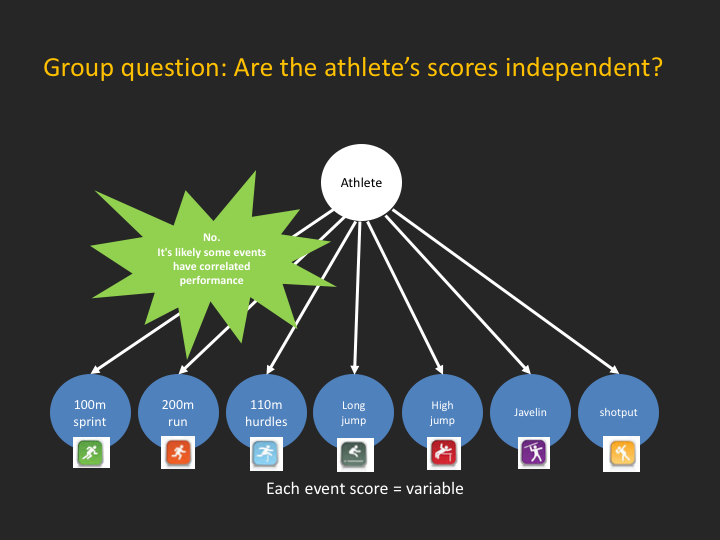 Group question: Are the athlete’s scores independent?
Athlete
No.
It’s likely some events
have correlated
performance
100m
sprint
200m
run
110m
hurdles
Long
jump
High
jump
Javelin
shotput
Each event score = variable